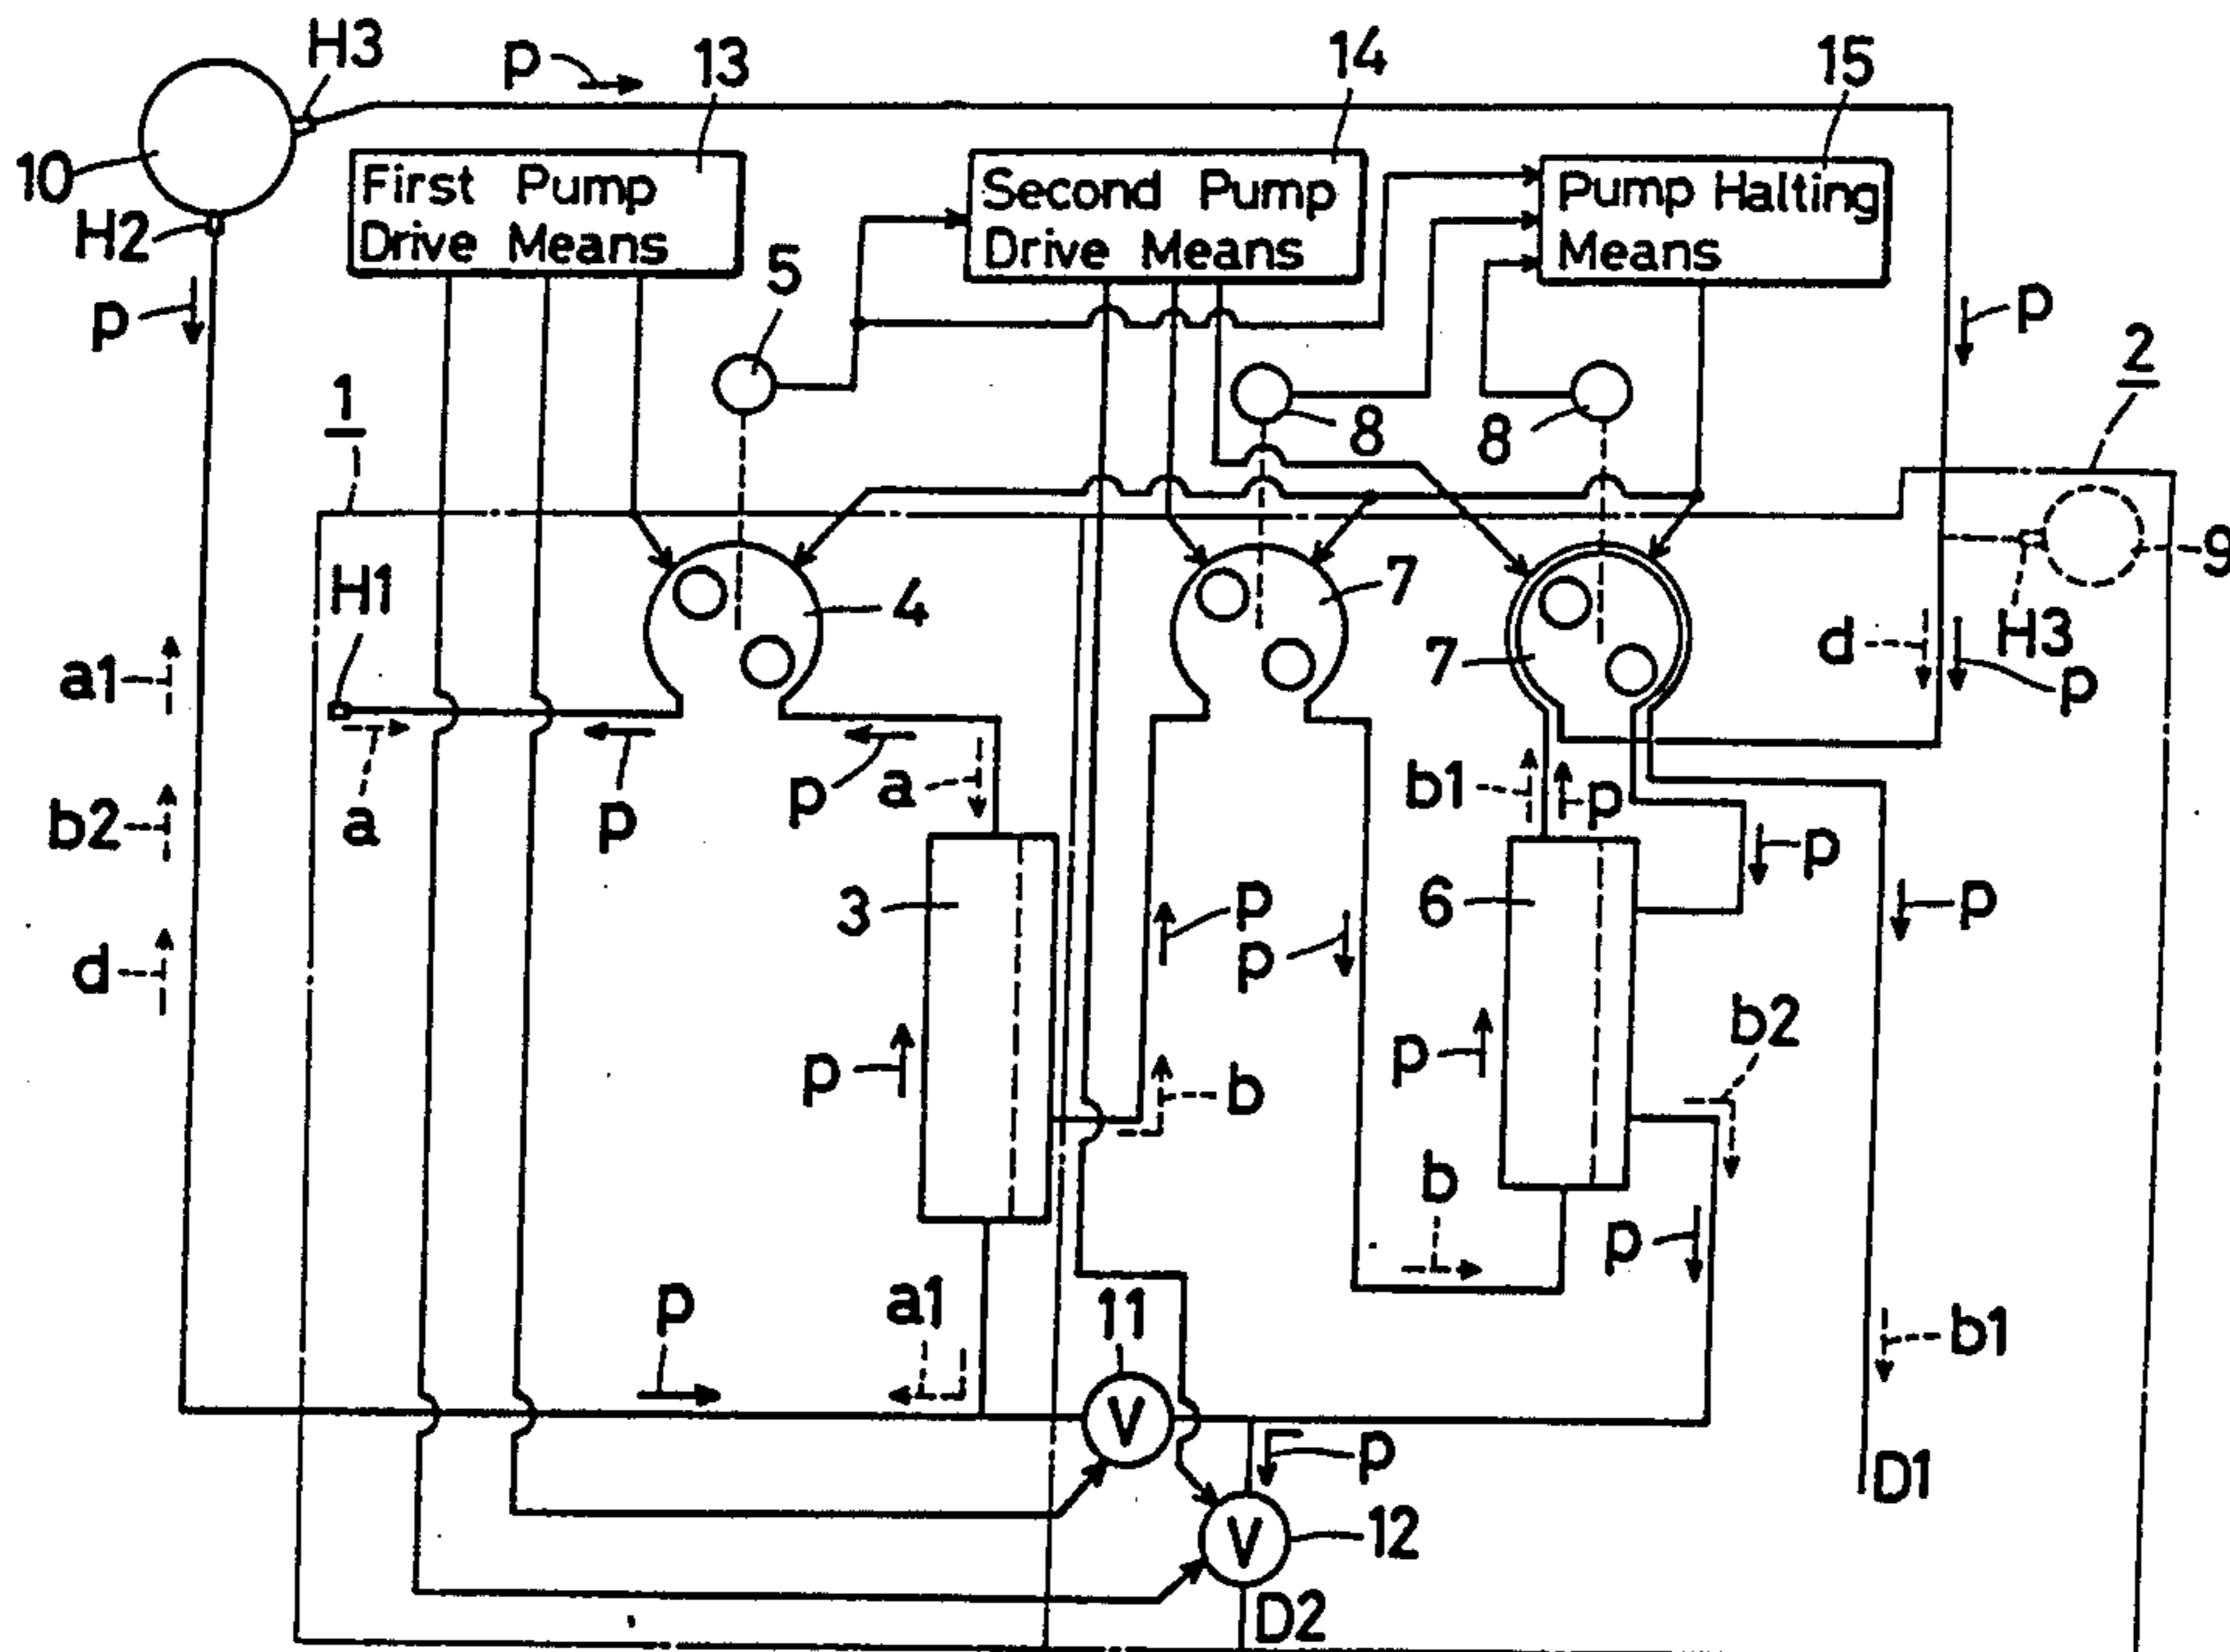 H3
p
13
14
15
10
First Pump
Drive Means
Second Pump
Drive Means
Pump Halting
Means
H2
p
5
p
2
1
8
8
9
H1
4
7
7
d
H3
p
a1
a
p
p
a
b1
p
p
b2
3
p
p
6
p
d
p
b
p
b2
b
p
p
a1
11
b1
V
p
D1
V
12
D2